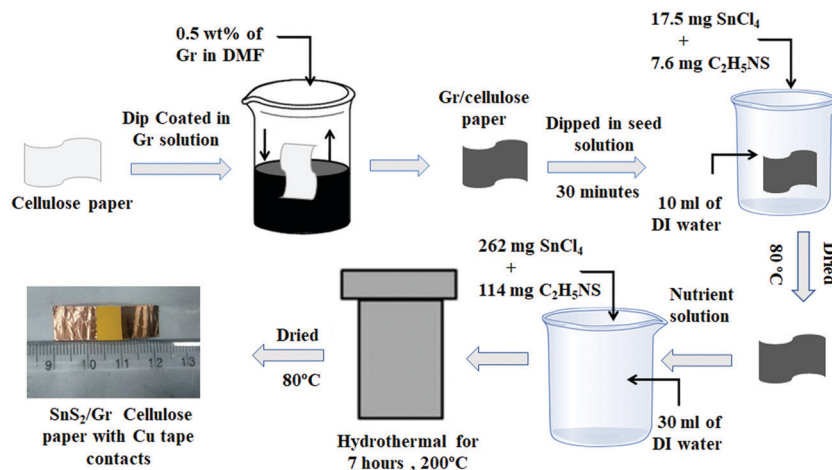 0.5 wt% of
Gr in DMF
17.5 mg SnCl₄
+
7.6 mg C₂H₅NS
Dip Coated in
Gr solution
Gr/cellulose
paper
Dipped in seed
solution
30 minutes
Cellulose paper
10 ml of
DI water
Dried
80°C
262 mg SnCl₄
+
114 mg C₂H₅NS
Nutrient
solution
Dried
80ºC
9 10 11 12 13
SnS₂/Gr Cellulose
paper with Cu tape
contacts
Hydrothermal for
7 hours , 200ºC
30 ml of
DI water